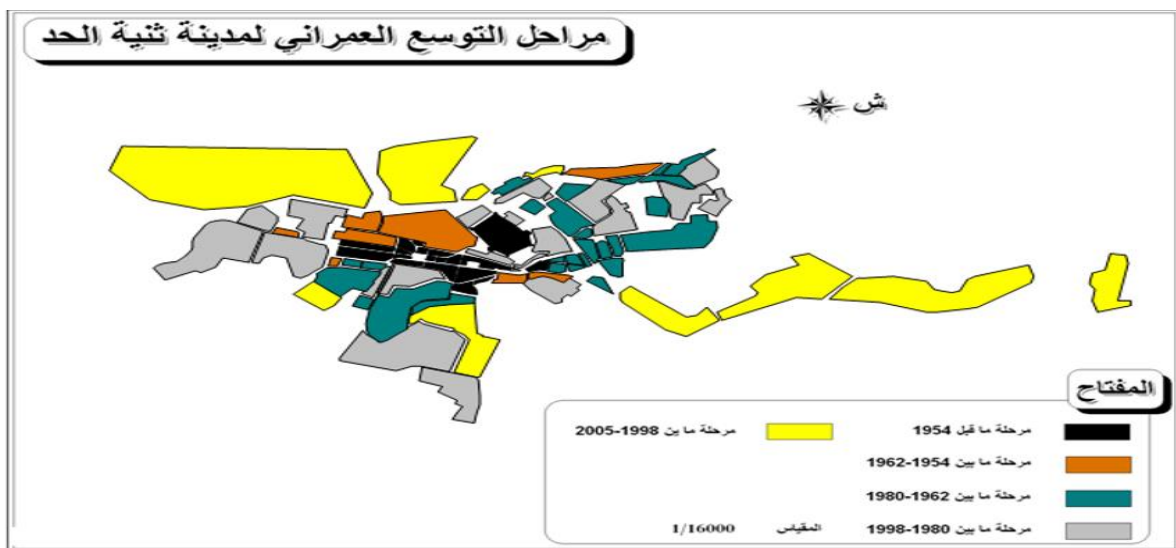 مراحل التوسع العمراني لمدينة ثنية الحد
ش
المفتاح
مرحلة ما قبل 1954
مرحلة ما بين 1954-1962
مرحلة ما بين 1962-1980
مرحلة ما بين 1980-1998
مرحلة ما ين 1998-2005
المقياس 1/16000